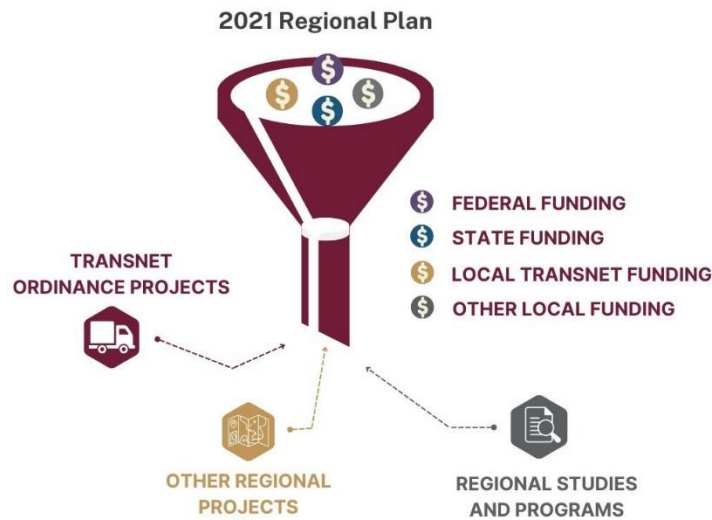 2021 Regional Plan
$ $ $ $
$ FEDERAL FUNDING
$ STATE FUNDING
$ LOCAL TRANSNET FUNDING
$ OTHER LOCAL FUNDING
TRANSNET
ORDINANCE PROJECTS
OTHER REGIONAL
PROJECTS
REGIONAL STUDIES
AND PROGRAMS